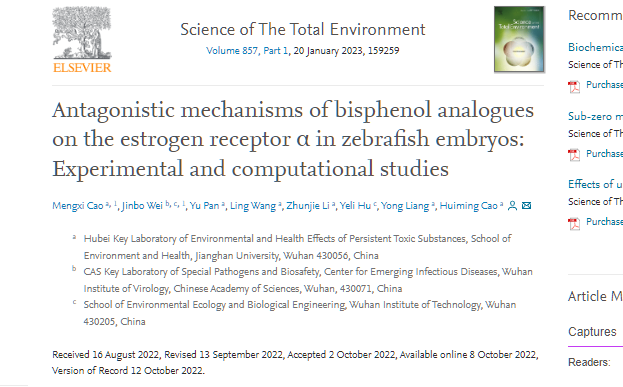 Science of The Total Environment
Volume 857, Part 1, 20 January 2023, 159259
ELSEVIER
Antagonistic mechanisms of bisphenol analogues
on the estrogen receptor α in zebrafish embryos:
Experimental and computational studies
Mengxi Cao a, 1, Jinbo Wei b, c, 1, Yu Pan a, Ling Wang a, Zhunjie Li a, Yeli Hu c, Yong Liang a, Huiming Cao a
a Hubei Key Laboratory of Environmental and Health Effects of Persistent Toxic Substances, School of
Environment and Health, Jianghan University, Wuhan 430056, China
b CAS Key Laboratory of Special Pathogens and Biosafety, Center for Emerging Infectious Diseases, Wuhan
Institute of Virology, Chinese Academy of Sciences, Wuhan, 430071, China
c School of Environmental Ecology and Biological Engineering, Wuhan Institute of Technology, Wuhan
430205, China
Received 16 August 2022, Revised 13 September 2022, Accepted 2 October 2022, Available online 8 October 2022,
Version of Record 12 October 2022.
Recomm
Biochemica
Science of Th
Purchase
Sub-zero m
Science of Th
Purchase
Effects of u
Science of Th
Purchase
Article M
Captures
Readers: